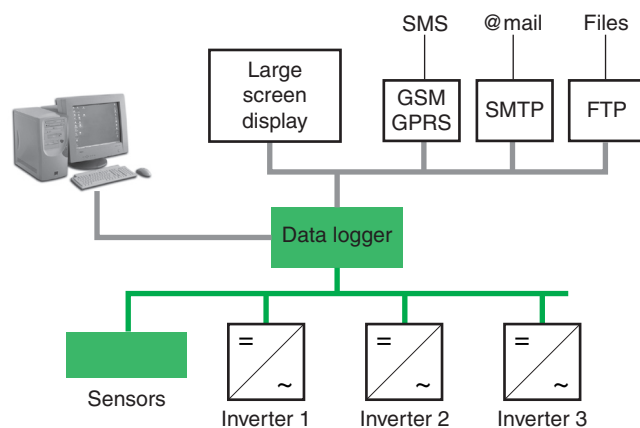 SMS
@mail
Files
Large
screen
display
GSM
GPRS
SMTP
FTP
Data logger
=
~
=
~
=
~
Sensors
Inverter 1
Inverter 2
Inverter 3